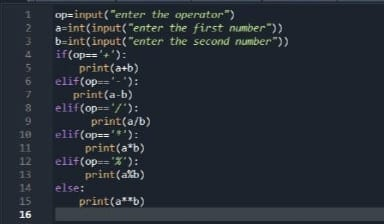 1 op=input("enter the operator")
2 a=int(input("enter the first number"))
3 b=int(input("enter the second number"))
4 if(op=='+'):
5     print(a+b)
6 elif(op=='-'):
7    print(a-b)
8 elif(op=='/'):
9       print(a/b)
10 elif(op=='*'):
11      print(a*b)
12 elif(op=='%'):
13      print(a%b)
14 else:
15     print(a**b)
16